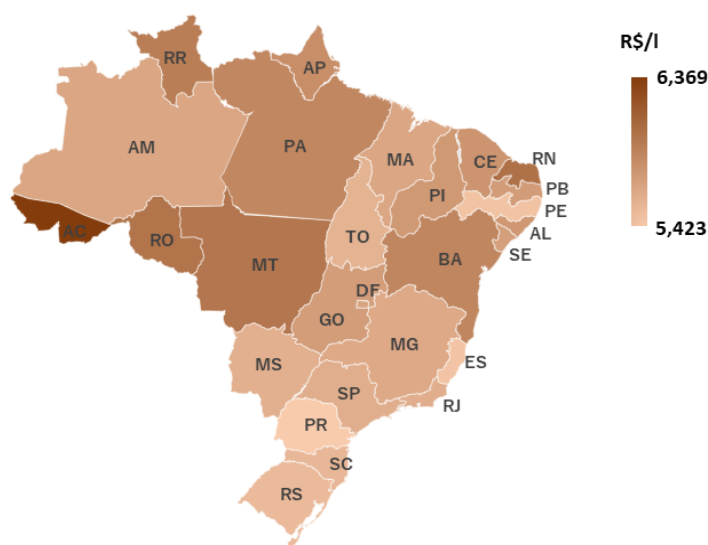 R$/l
6,369
5,423
RR
AP
AM
PA
MA
CE
RN
PB
PE
PI
AL
SE
AC
RO
TO
MT
BA
DF
GO
MG
MS
ES
SP
RJ
PR
SC
RS